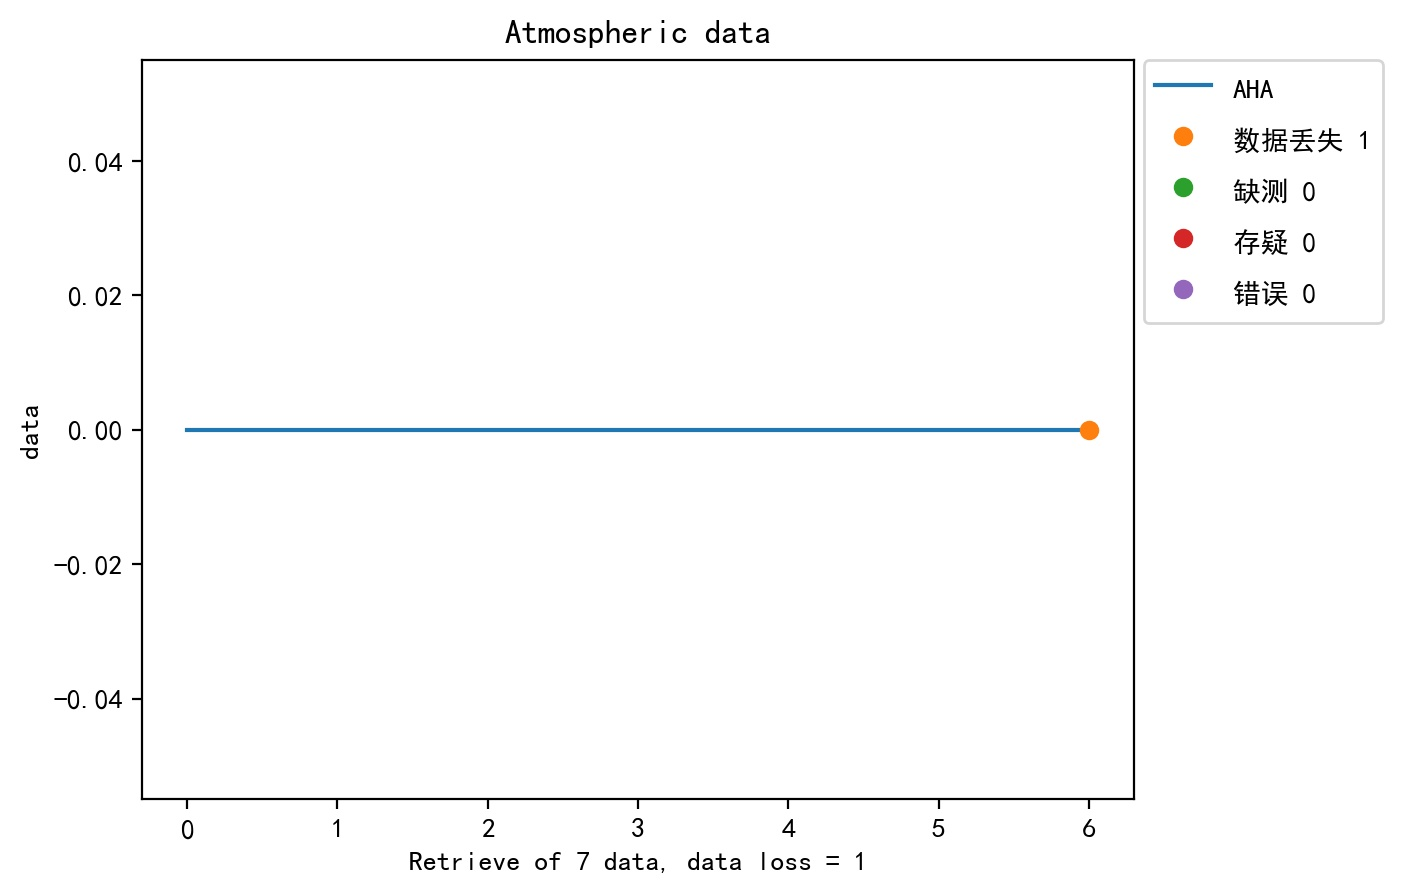 Atmospheric data
AHA
数据丢失 1
缺测 0
存疑 0
错误 0
data
0.04
0.02
0.00
−0.02
−0.04
0 1 2 3 4 5 6
Retrieve of 7 data, data loss = 1